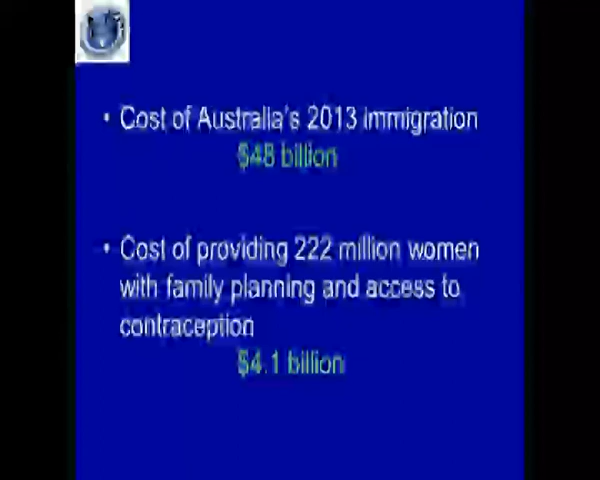 • Cost of Australia's 2013 immigration
$48 billion
• Cost of providing 222 million women
with family planning and access to
contraception
$4.1 billion